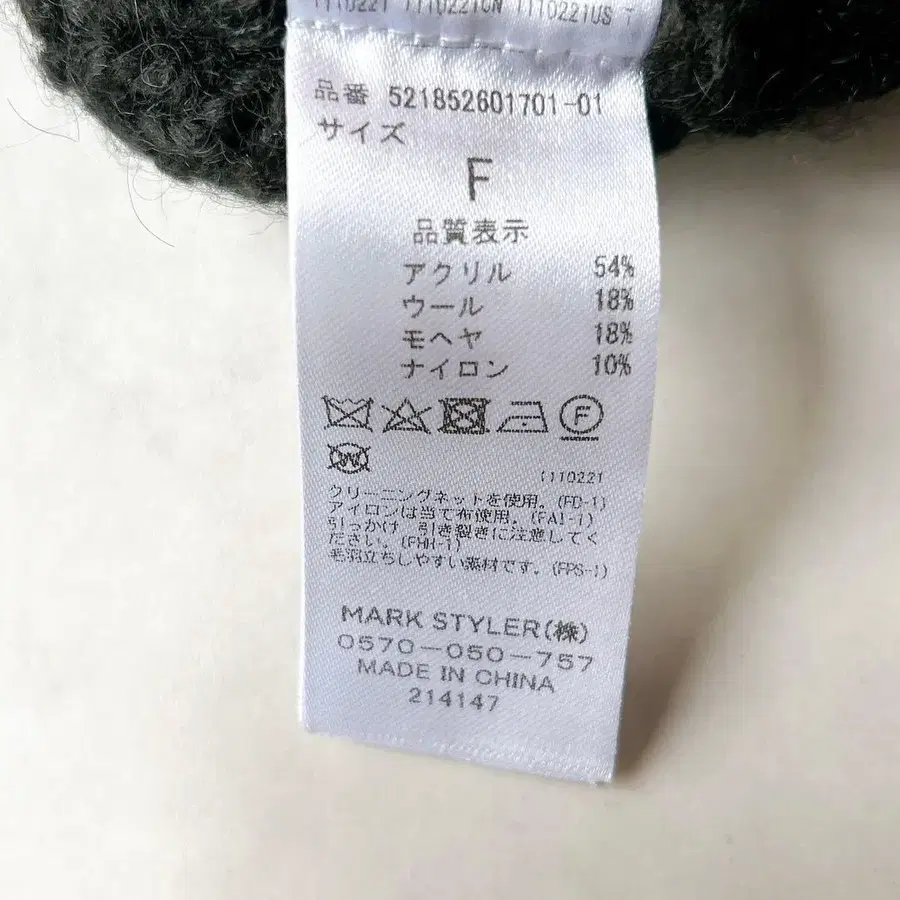 1110221 1110221CN 1110221US T
品番 521852601701-01
サイズ
F
品質表示
アクリル 54%
ウール 18%
モヘヤ 18%
ナイロン 10%
F
W
1110221
クリーニングネットを使用。(FD-1)
アイロンは当て布使用。(FAI-1)
引っかけ、引き裂きに注意してく
ださい。(FHH-1)
毛羽立ちしやすい素材です。(FPS-1)
MARK STYLER(株)
0570-050-757
MADE IN CHINA
214147